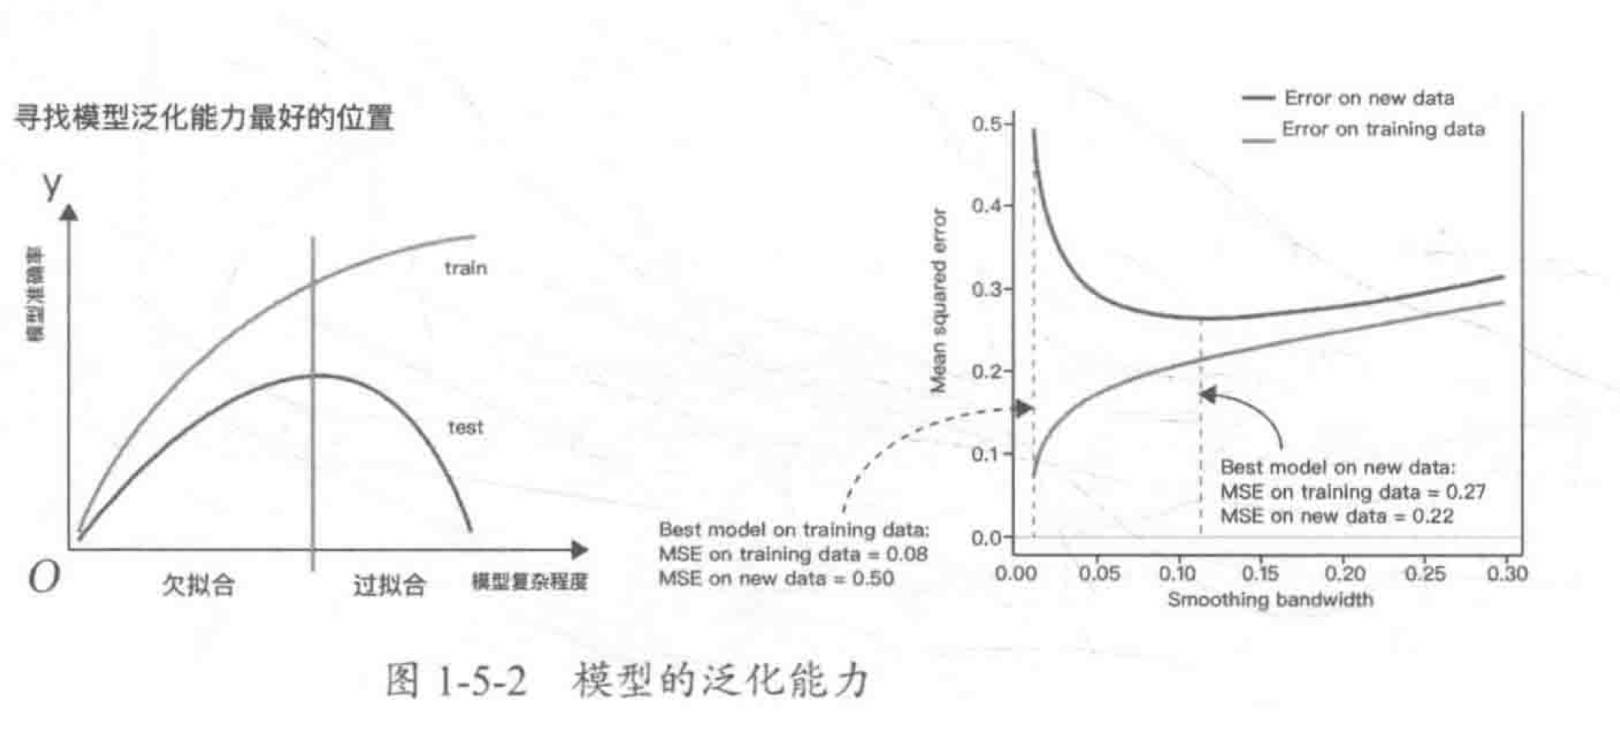 寻找模型泛化能力最好的位置
y
模型准确率
train
test
O
欠拟合
过拟合
模型复杂程度
Error on new data
Error on training data
Mean squared error
0.5
0.4
0.3
0.2
0.1
0.0
0.00 0.05 0.10 0.15 0.20 0.25 0.30
Smoothing bandwidth
Best model on training data:
MSE on training data = 0.08
MSE on new data = 0.50
Best model on new data:
MSE on training data = 0.27
MSE on new data = 0.22
图 1-5-2 模型的泛化能力